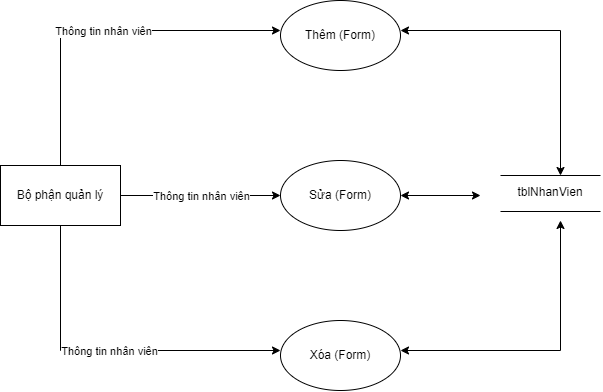 Thông tin nhân viên
Thêm (Form)
Bộ phận quản lý
Thông tin nhân viên
Sửa (Form)
tblNhanVien
Thông tin nhân viên
Xóa (Form)